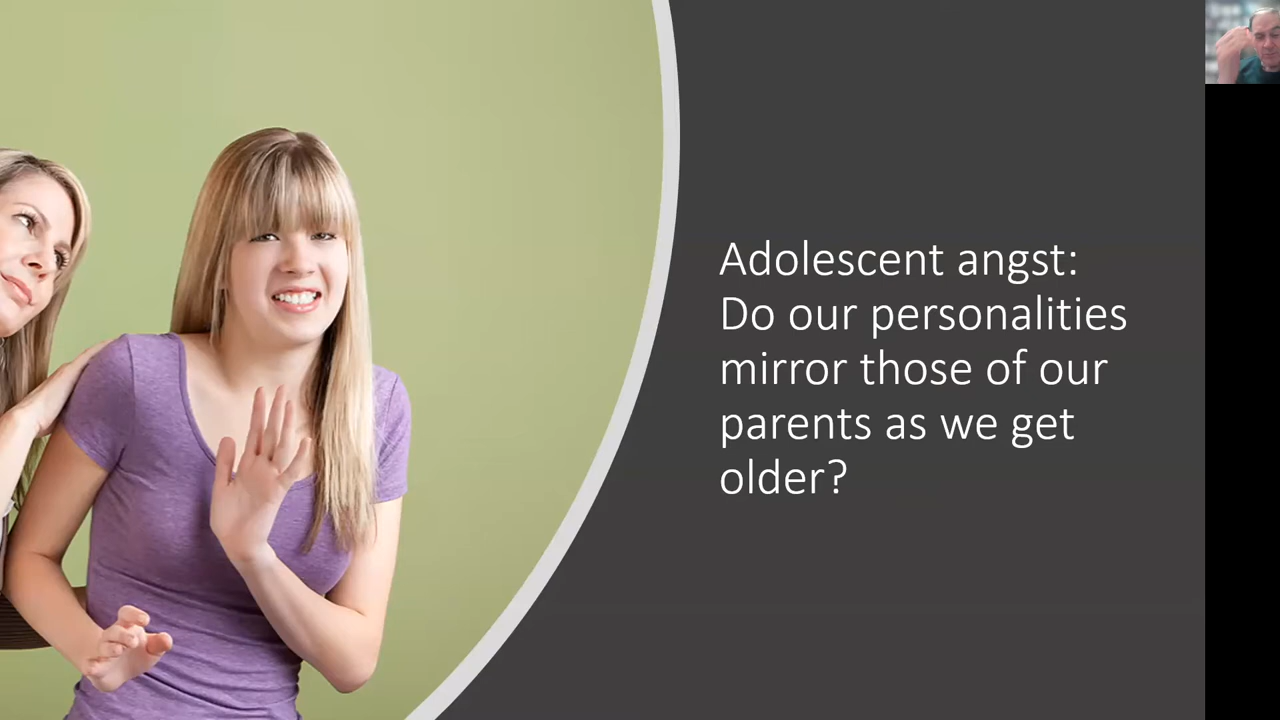 Adolescent angst:
Do our personalities
mirror those of our
parents as we get
older?